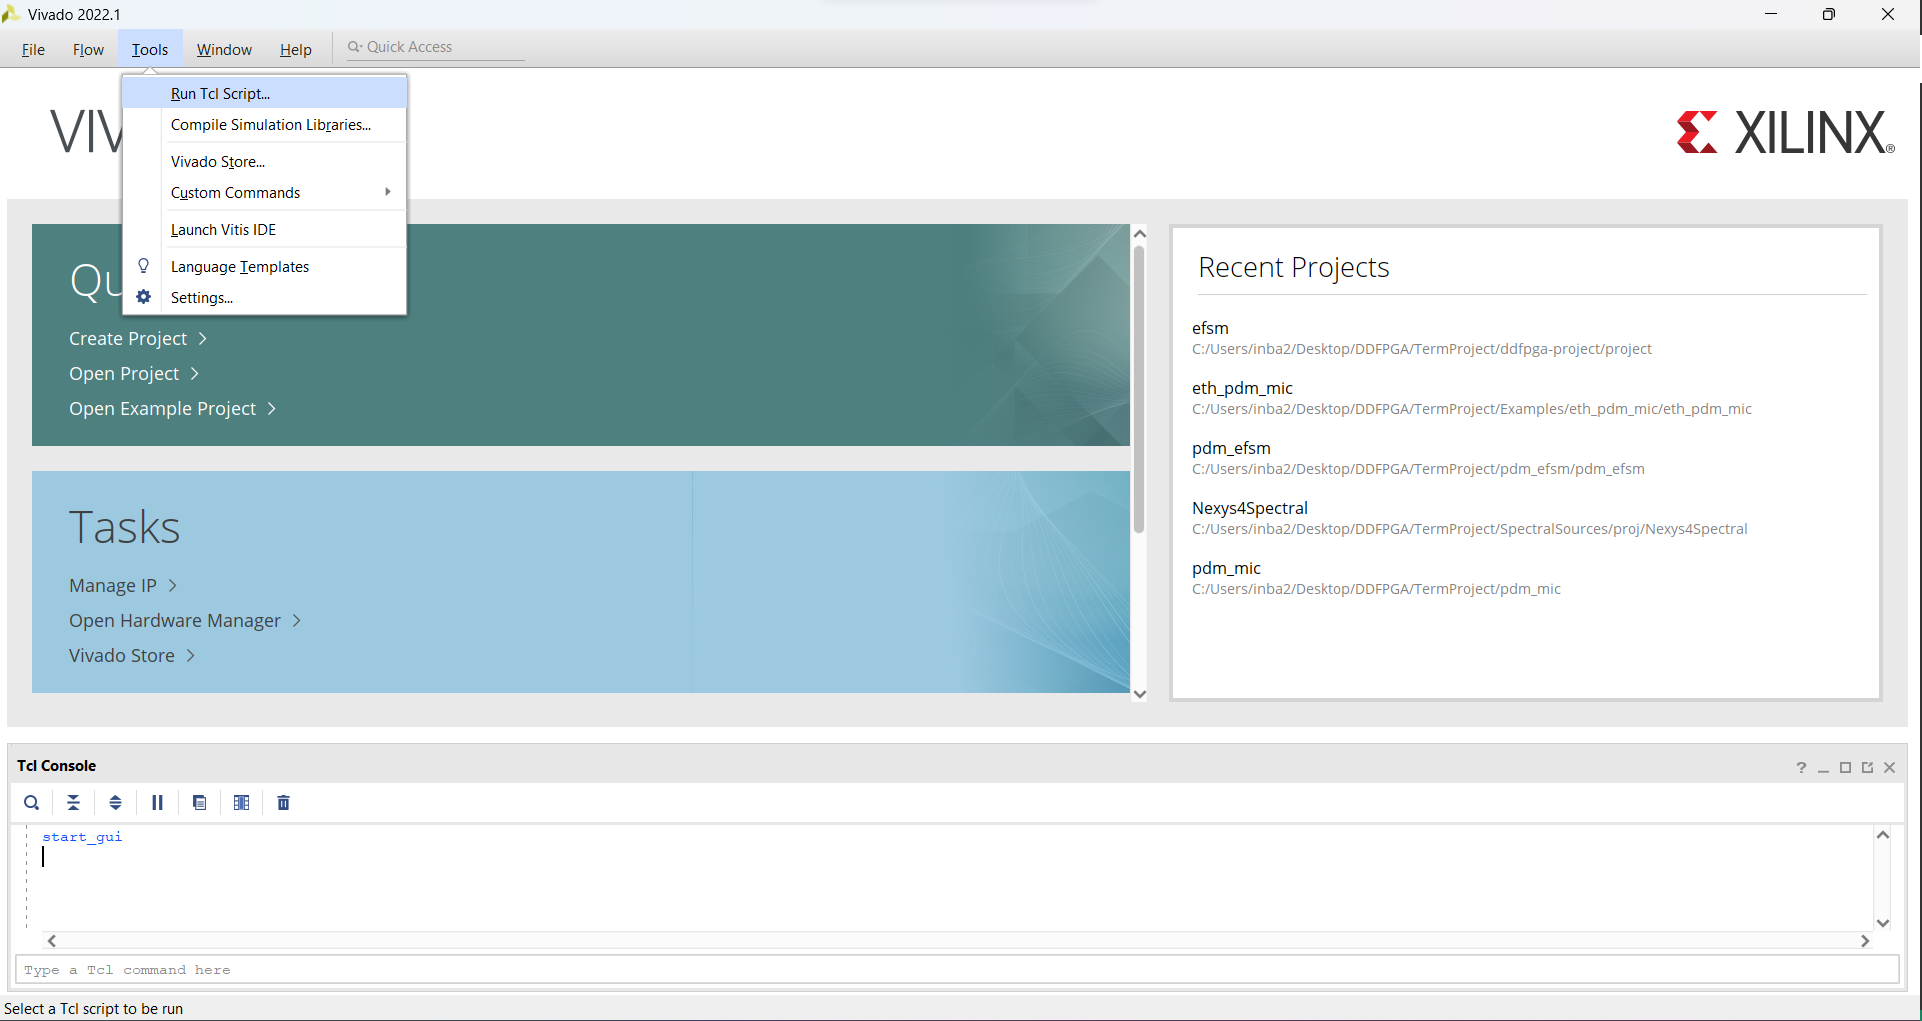 Vivado 2022.1
File Flow Tools Window Help Quick Access
Run Tcl Script...
Compile Simulation Libraries...
Vivado Store...
Custom Commands
Launch Vitis IDE
Language Templates
Settings...
XILINX®
Create Project
Open Project
Open Example Project
Tasks
Manage IP
Open Hardware Manager
Vivado Store
Recent Projects
efsm
C:/Users/inba2/Desktop/DDFPGA/TermProject/ddfpga-project/project
eth_pdm_mic
C:/Users/inba2/Desktop/DDFPGA/TermProject/Examples/eth_pdm_mic/eth_pdm_mic
pdm_efsm
C:/Users/inba2/Desktop/DDFPGA/TermProject/pdm_efsm/pdm_efsm
Nexys4Spectral
C:/Users/inba2/Desktop/DDFPGA/TermProject/SpectralSources/proj/Nexys4Spectral
pdm_mic
C:/Users/inba2/Desktop/DDFPGA/TermProject/pdm_mic
Tcl Console
start_gui
Type a Tcl command here
Select a Tcl script to be run